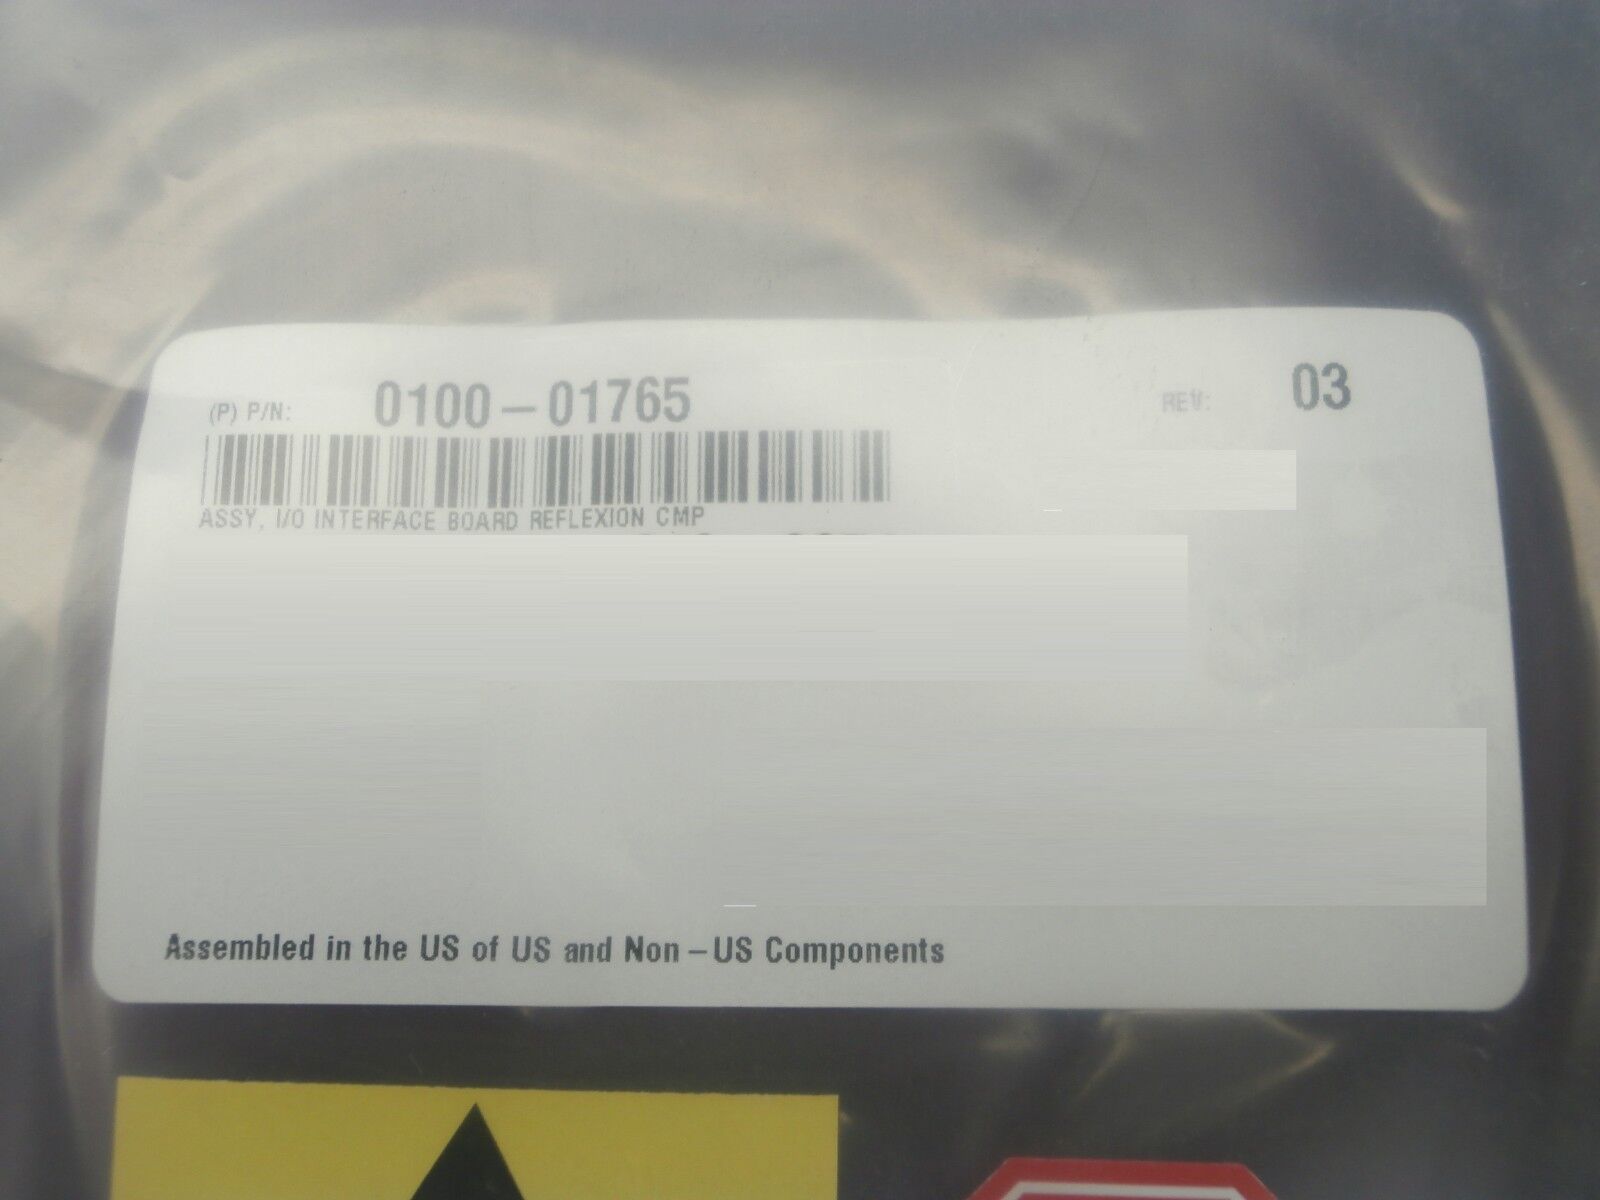 (P) P/N: 0100-01765 REV: 03
ASSY, I/O INTERFACE BOARD REFLEXION CMP
Assembled in the US of US and Non-US Components